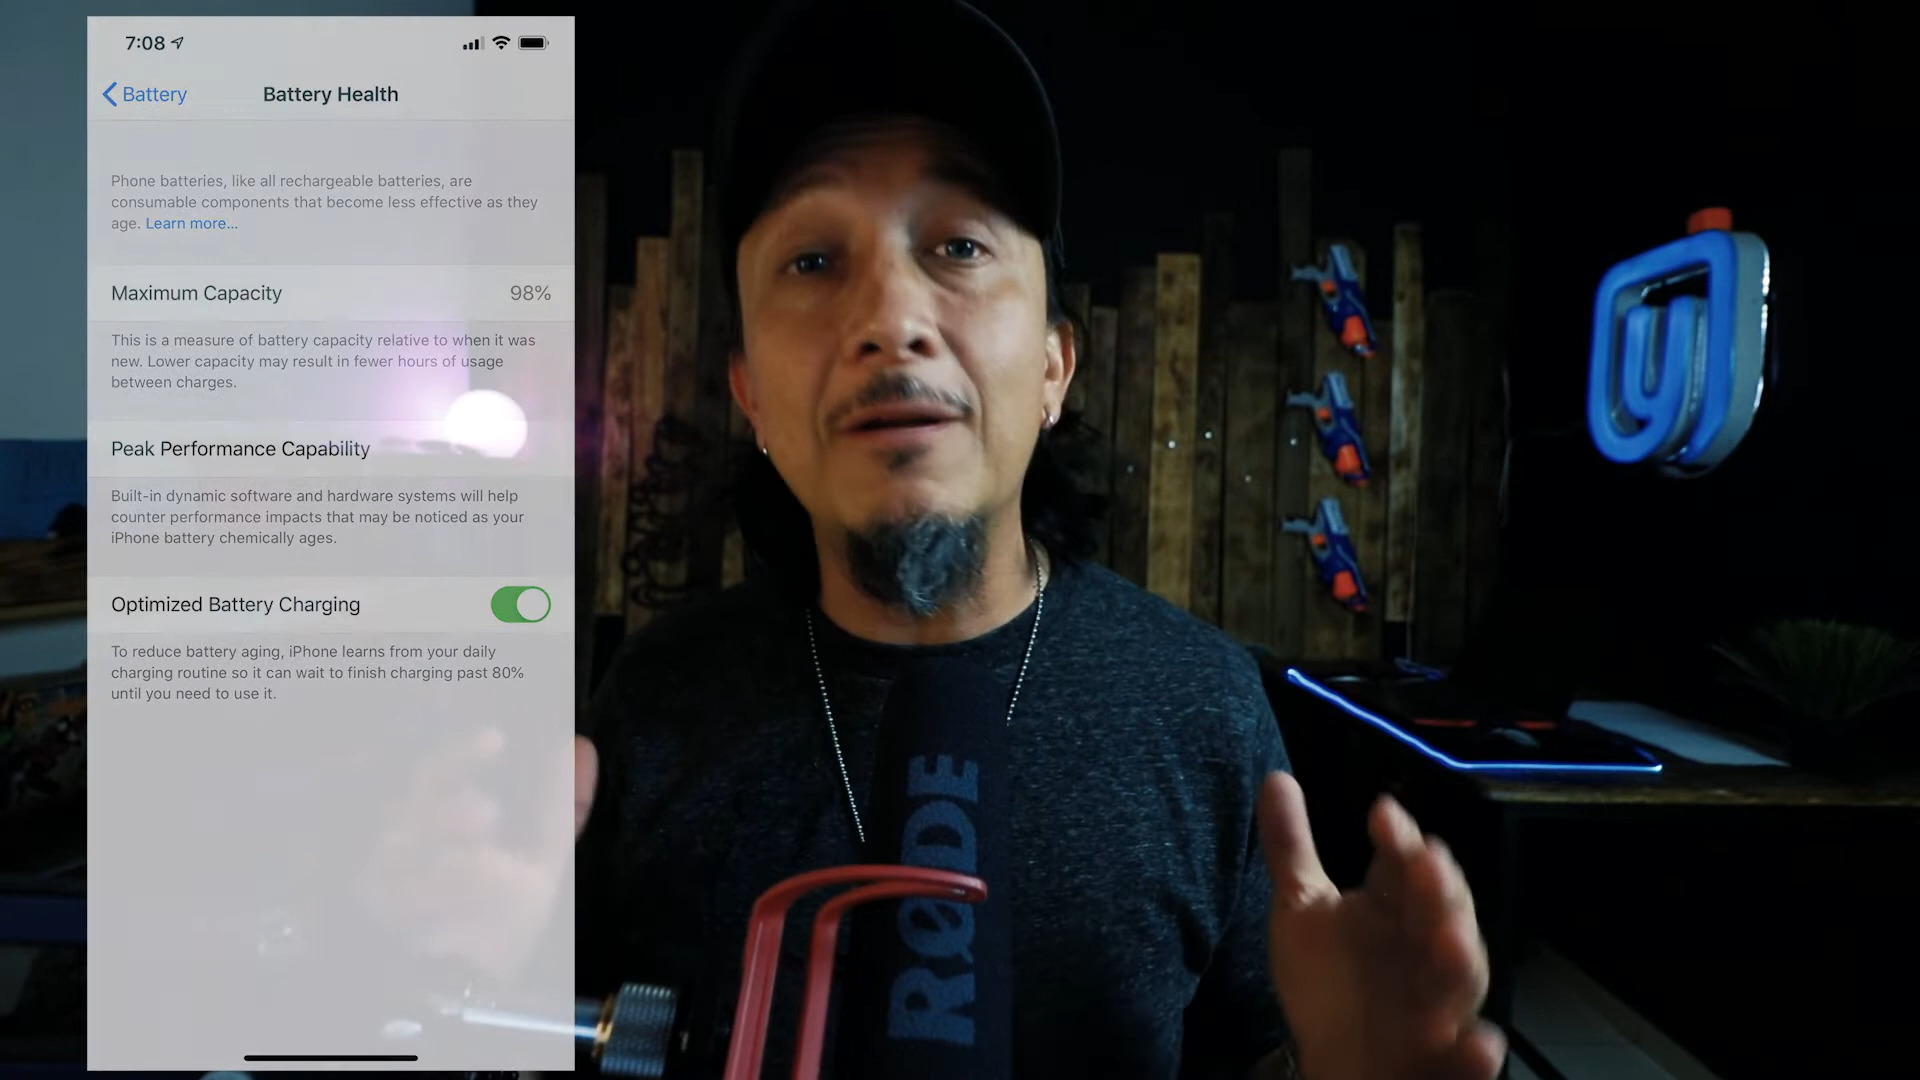 7:08
Battery
Battery Health
Phone batteries, like all rechargeable batteries, are
consumable components that become less effective as they
age. Learn more...
Maximum Capacity 98%
This is a measure of battery capacity relative to when it was
new. Lower capacity may result in fewer hours of usage
between charges.
Peak Performance Capability
Built-in dynamic software and hardware systems will help
counter performance impacts that may be noticed as your
iPhone battery chemically ages.
Optimized Battery Charging
To reduce battery aging, iPhone learns from your daily
charging routine so it can wait to finish charging past 80%
until you need to use it.
RØDE